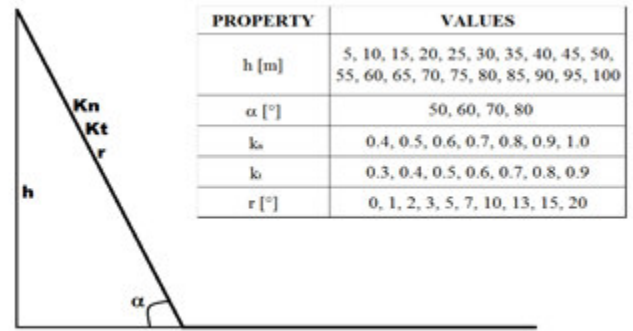 PROPERTY VALUES
h [m] 5, 10, 15, 20, 25, 30, 35, 40, 45, 50,
55, 60, 65, 70, 75, 80, 85, 90, 95, 100
α [°] 50, 60, 70, 80
kₙ 0.4, 0.5, 0.6, 0.7, 0.8, 0.9, 1.0
kₜ 0.3, 0.4, 0.5, 0.6, 0.7, 0.8, 0.9
r [°] 0, 1, 2, 3, 5, 7, 10, 13, 15, 20
Kn
Kt
r
h
α